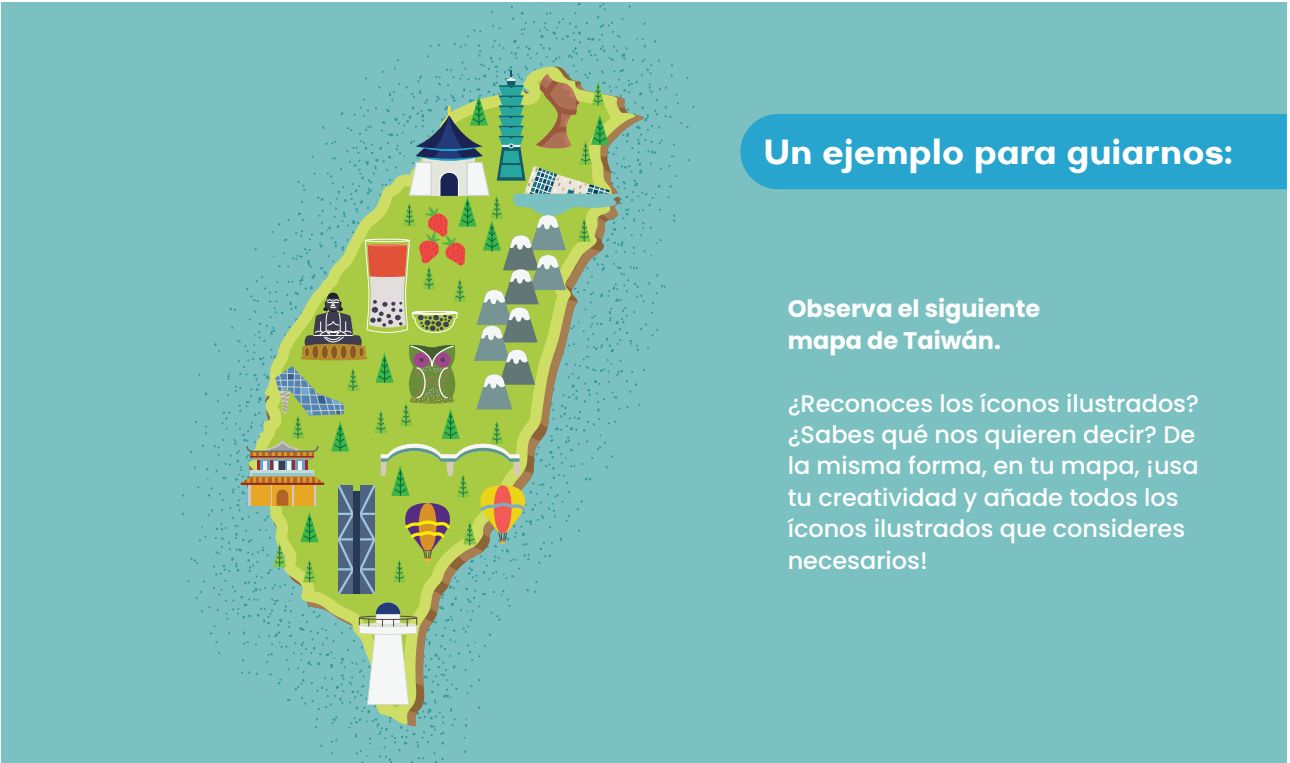 Un ejemplo para guiarnos:
Observa el siguiente
mapa de Taiwán.
¿Reconoces los íconos ilustrados?
¿Sabes qué nos quieren decir? De
la misma forma, en tu mapa, ¡usa
tu creatividad y añade todos los
íconos ilustrados que consideres
necesarios!